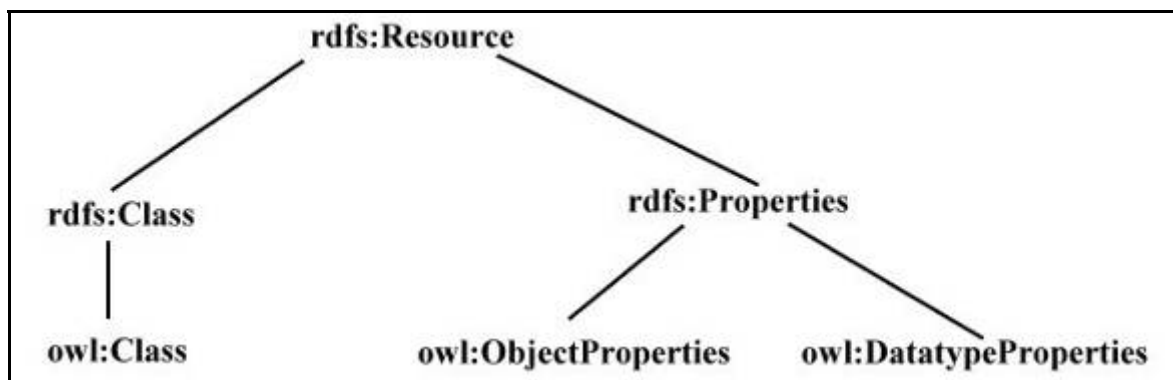 rdfs:Resource
rdfs:Class
rdfs:Properties
owl:Class
owl:ObjectProperties
owl:DatatypeProperties